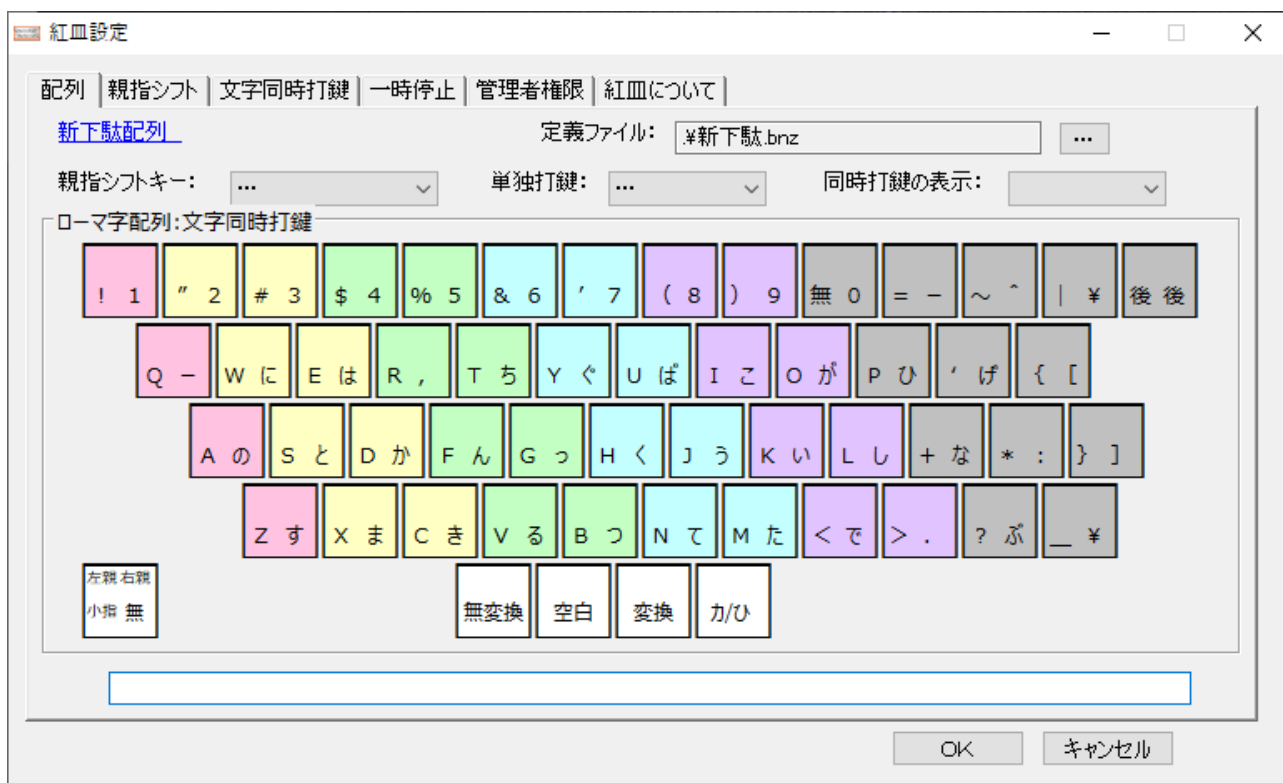 紅皿設定
配列 親指シフト 文字同時打鍵 一時停止 管理者権限 紅皿について
新下駄配列 定義ファイル: .¥新下駄.bnz ...
親指シフトキー: ... 単独打鍵: ... 同時打鍵の表示:
ローマ字配列:文字同時打鍵
! 1 ” 2 # 3 $ 4 % 5 & 6 ’ 7 ( 8 ) 9 無 0 = − ~ ^ | ¥ 後 後
Q − W に E は R , T ち Y ぐ U ば I こ O が P ひ ‘ げ { [
A の S と D か F ん G っ H く J う K い L し + な * : } ]
Z す X ま C き V る B つ N て M た < で > . ? ぶ _ ¥
左親 右親
小指 無 無変換 空白 変換 カ/ひ
OK キャンセル